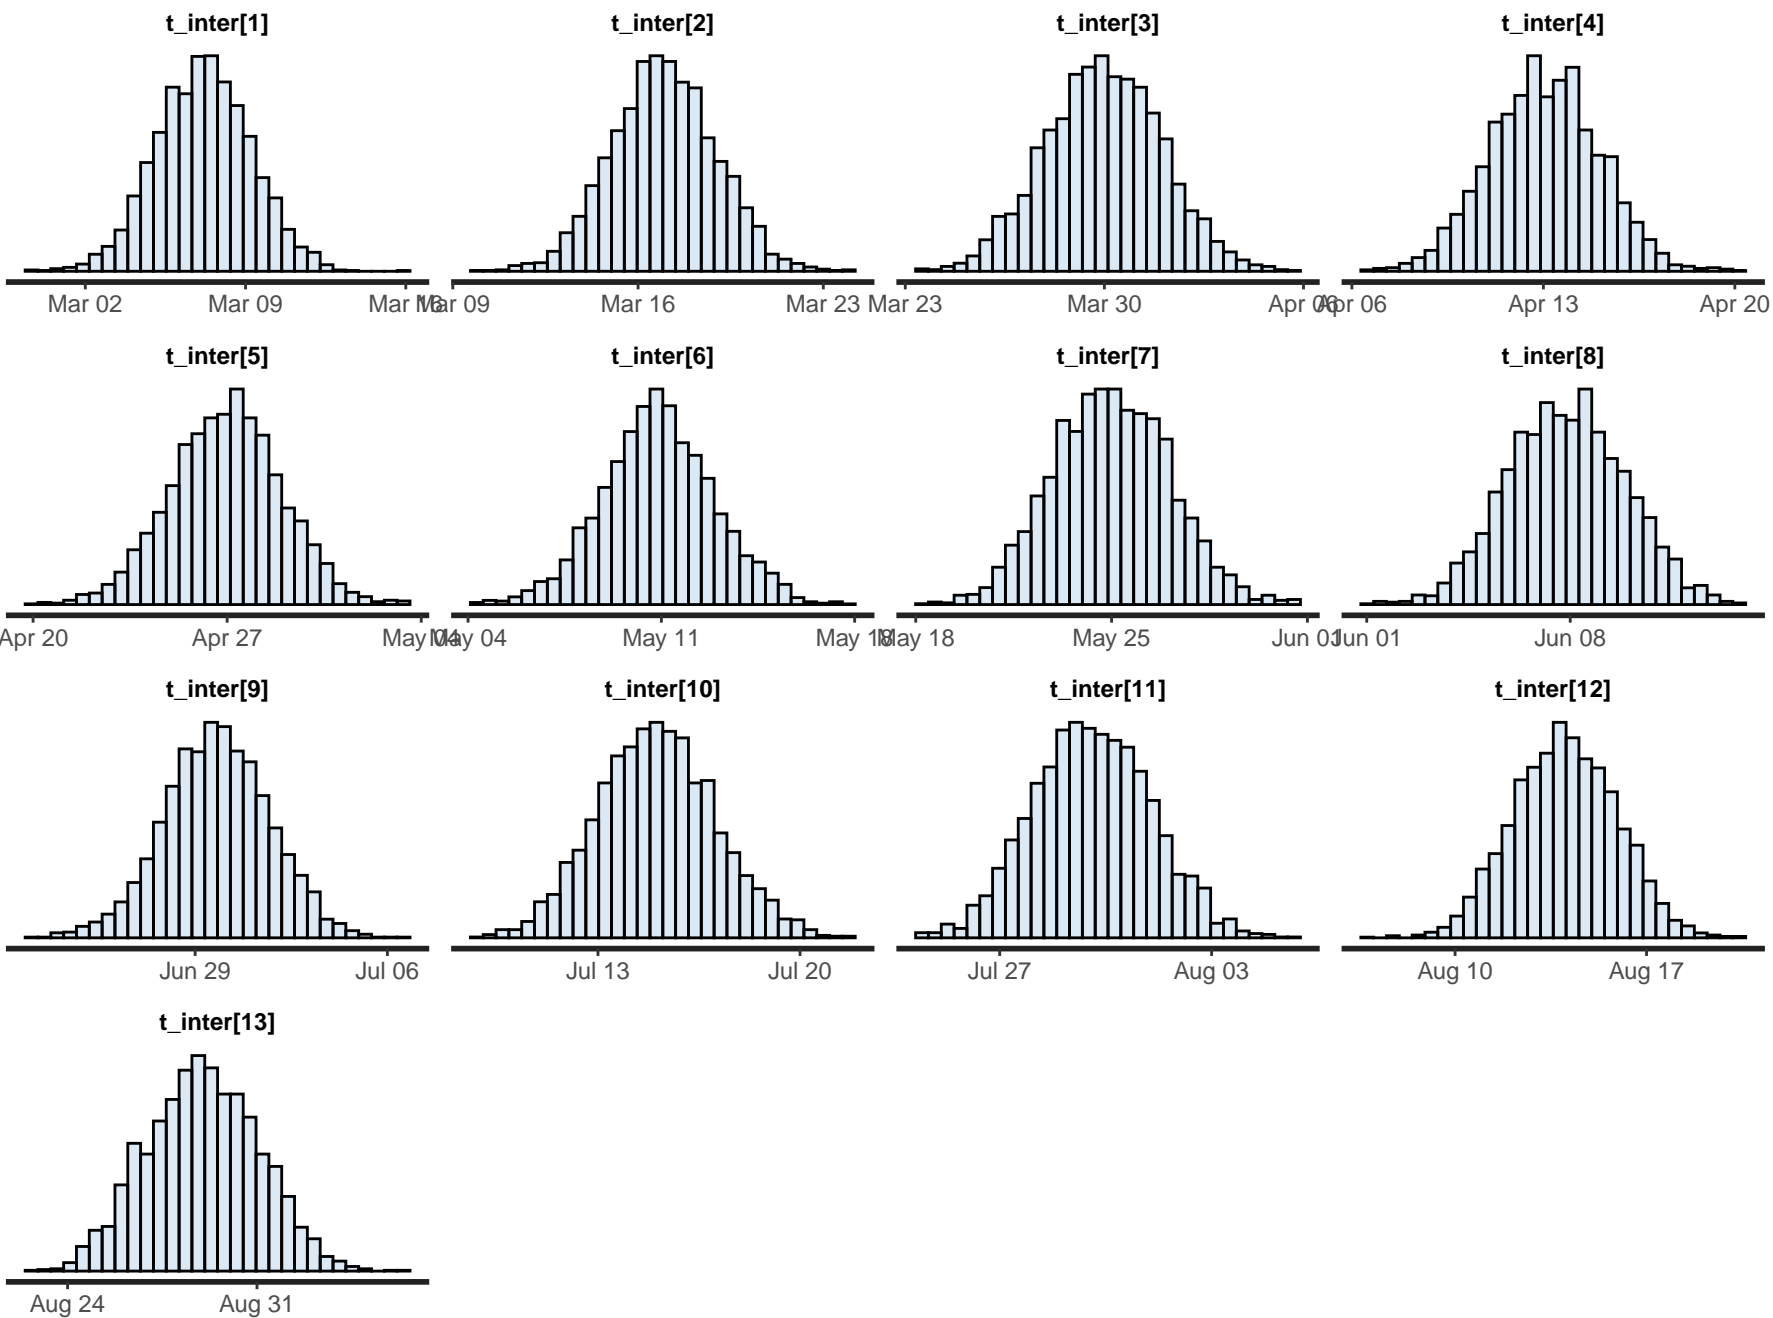 t_inter[1] t_inter[2] t_inter[3] t_inter[4]
Mar 02 Mar 09 Mar 16 Mar 09 Mar 16 Mar 23 Mar 23 Mar 30 Apr 06 Apr 06 Apr 13 Apr 20
t_inter[5] t_inter[6] t_inter[7] t_inter[8]
Apr 20 Apr 27 May 04 May 04 May 11 May 18 May 18 May 25 Jun 01 Jun 01 Jun 08
t_inter[9] t_inter[10] t_inter[11] t_inter[12]
Jun 29 Jul 06 Jul 13 Jul 20 Jul 27 Aug 03 Aug 10 Aug 17
t_inter[13]
Aug 24 Aug 31